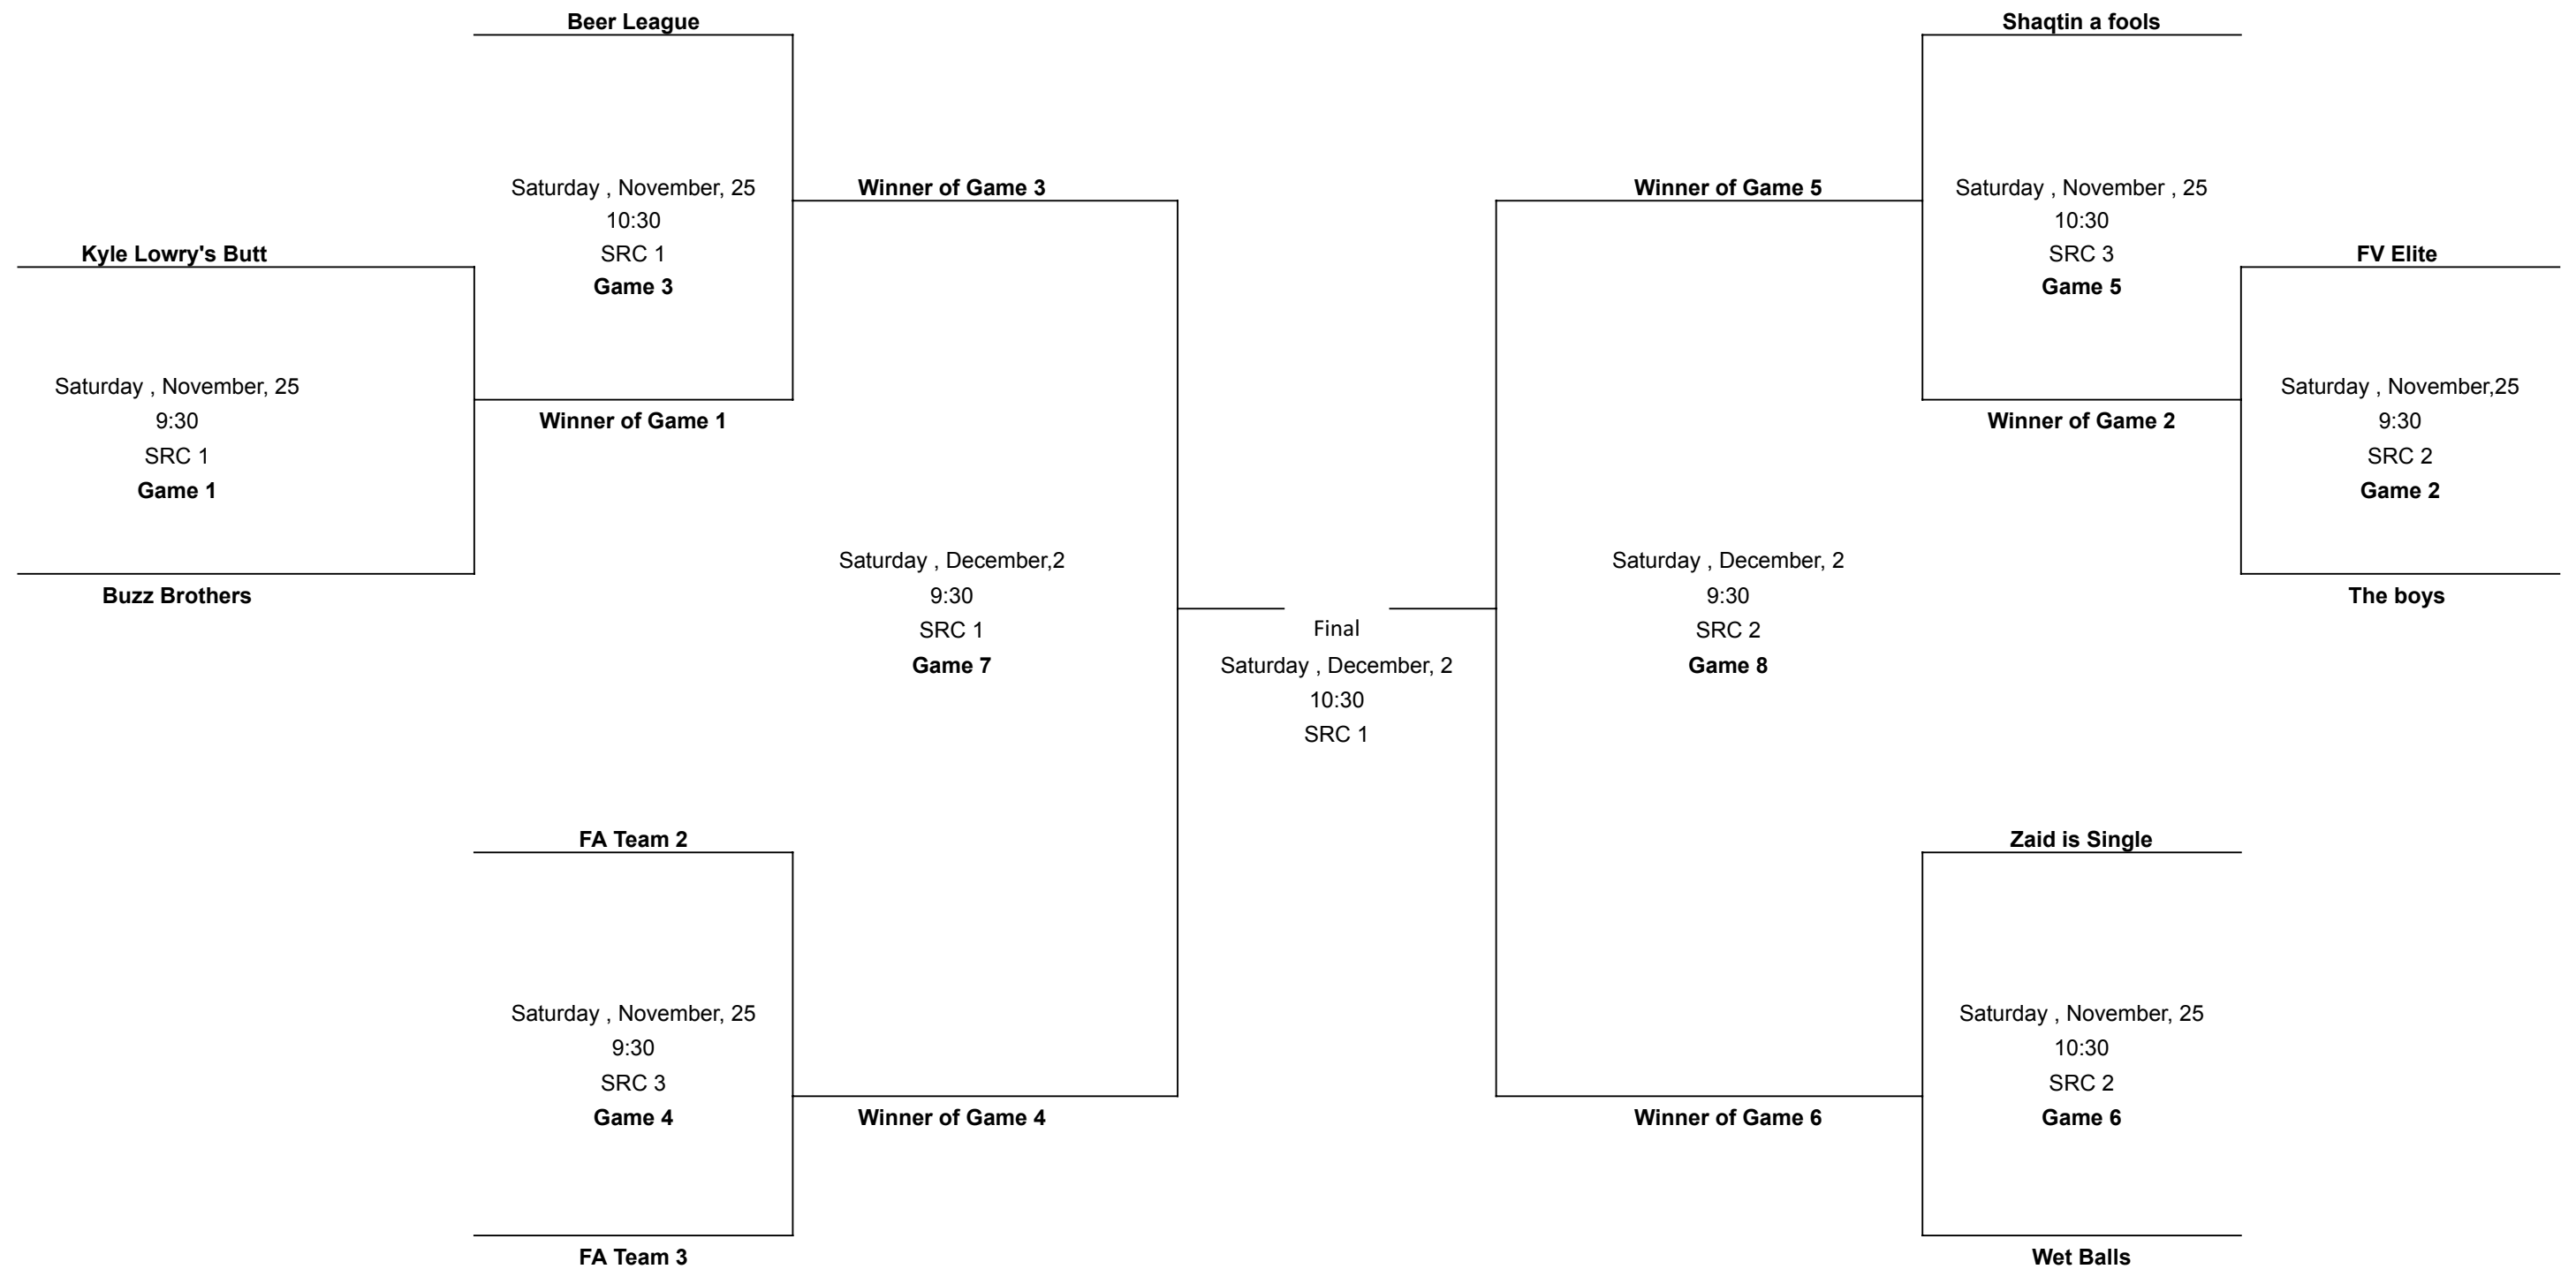 Beer League
Shaqtin a fools
Saturday , November, 25
10:30
SRC 1
Game 3
Winner of Game 3
Winner of Game 5
Saturday , November , 25
10:30
SRC 3
Game 5
Kyle Lowry's Butt
FV Elite
Saturday , November, 25
9:30
SRC 1
Game 1
Winner of Game 1
Winner of Game 2
Saturday , November,25
9:30
SRC 2
Game 2
Buzz Brothers
The boys
Saturday , December,2
9:30
SRC 1
Game 7
Final
Saturday , December, 2
10:30
SRC 1
Saturday , December, 2
9:30
SRC 2
Game 8
FA Team 2
Zaid is Single
Saturday , November, 25
9:30
SRC 3
Game 4
Winner of Game 4
Winner of Game 6
Saturday , November, 25
10:30
SRC 2
Game 6
FA Team 3
Wet Balls